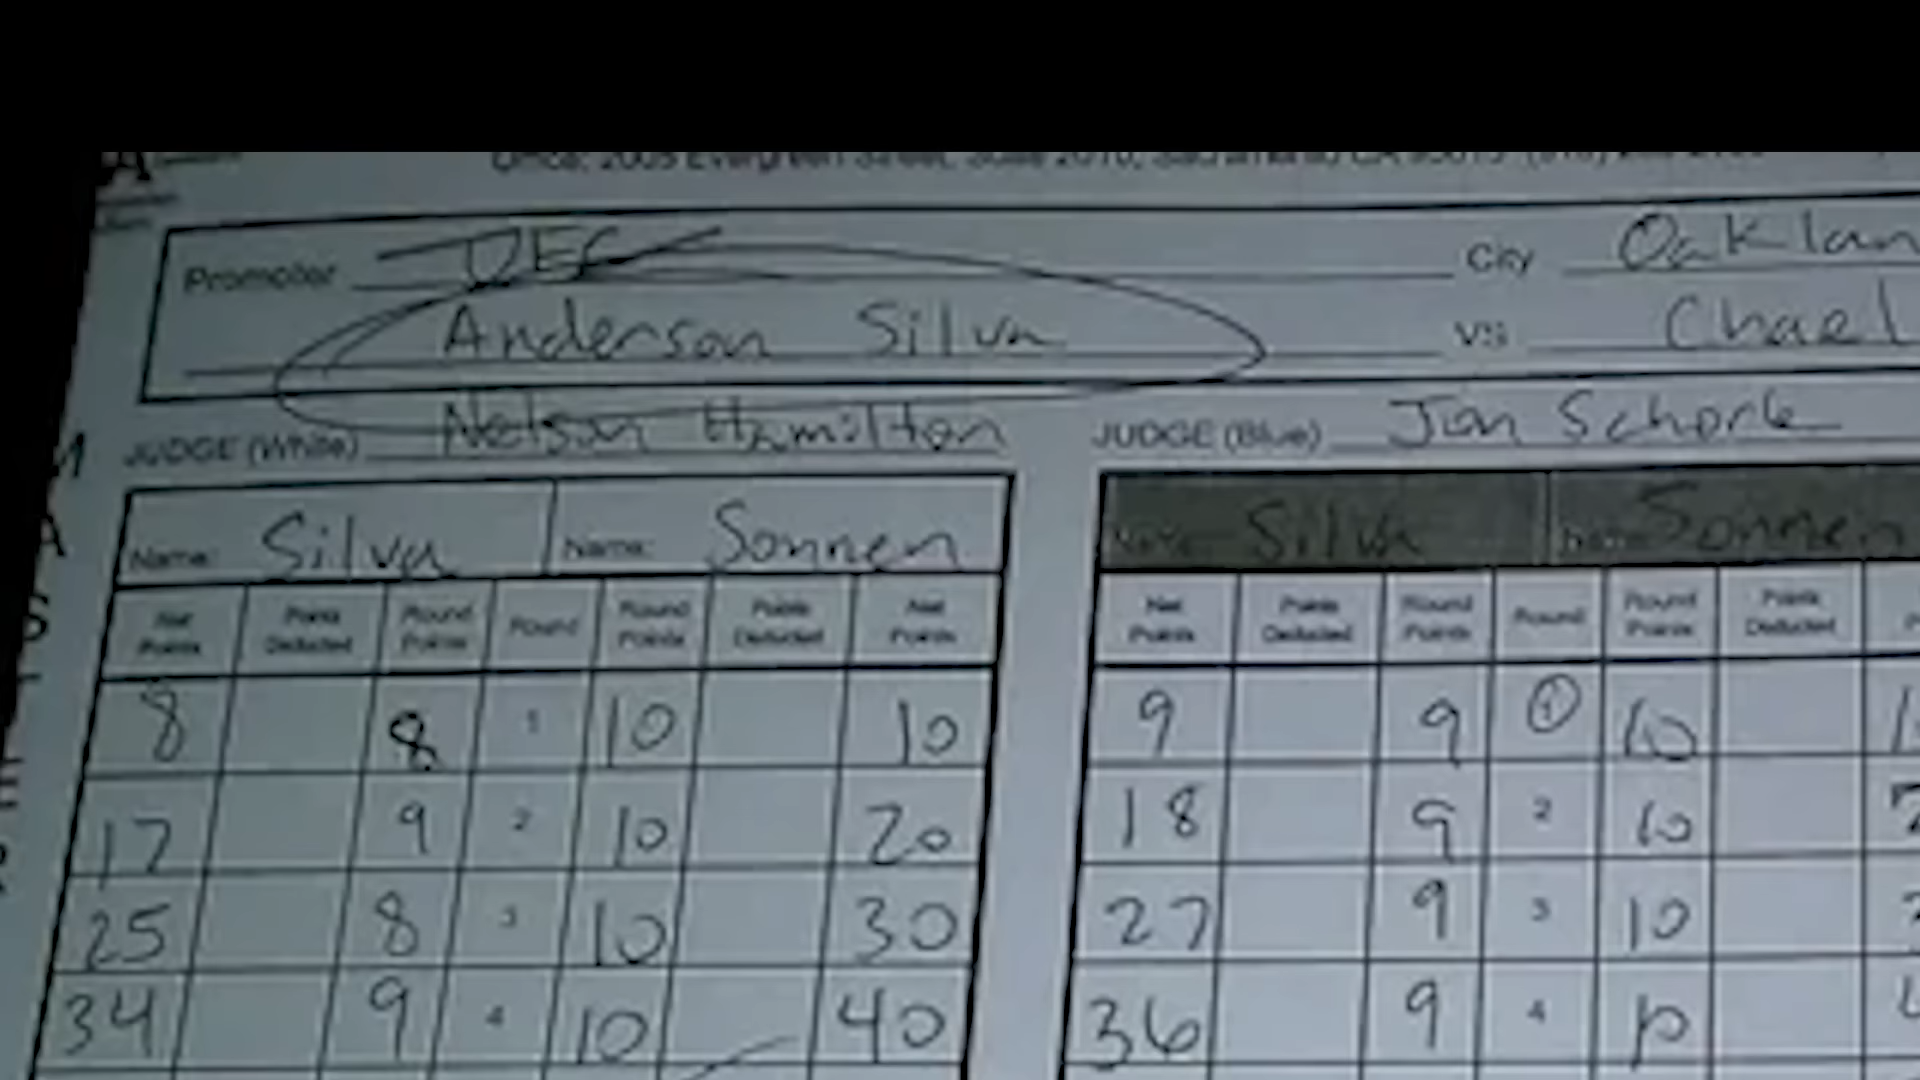 Promoter UFC City Oaklan
Anderson Silva VS Chael
JUDGE (White) Nelson Hamilton JUDGE (Blue) Jon Schorle
Name: Silva Name: Sonnen Silva Sonnen
Net Points Points Deducted Round Points Round Round Points Points Deducted Net Points Net Points Points Deducted Round Points Round Round Points Points Deducted
8 8 1 10 10 9 9 1 10
17 9 2 10 20 18 9 2 10
25 8 3 10 30 27 9 3 10
34 9 4 10 40 36 9 4 10